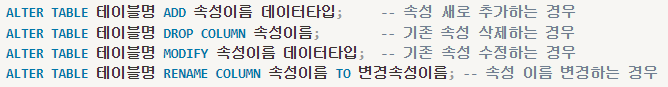 ALTER TABLE 테이블명 ADD 속성이름 데이터타입;     -- 속성 새로 추가하는 경우
ALTER TABLE 테이블명 DROP COLUMN 속성이름;       -- 기존 속성 삭제하는 경우
ALTER TABLE 테이블명 MODIFY 속성이름 데이터타입;  -- 기존 속성 수정하는 경우
ALTER TABLE 테이블명 RENAME COLUMN 속성이름 TO 변경속성이름; -- 속성 이름 변경하는 경우